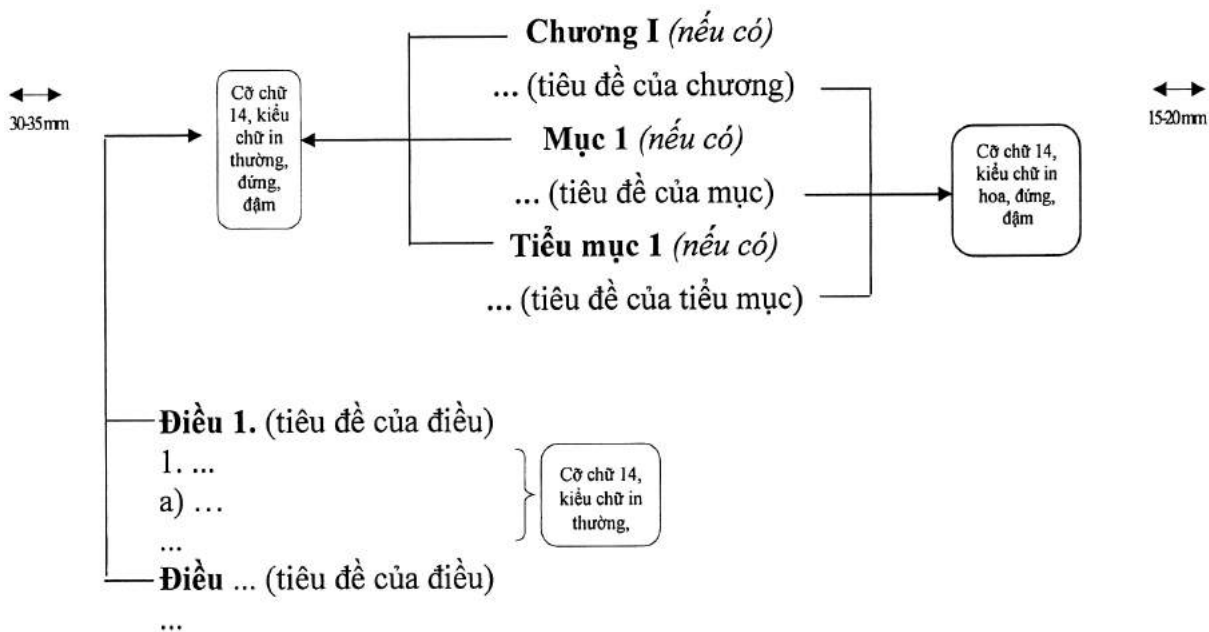 Chương I (nếu có)
... (tiêu đề của chương)
Mục 1 (nếu có)
... (tiêu đề của mục)
Tiểu mục 1 (nếu có)
... (tiêu đề của tiểu mục)
30-35mm
Cỡ chữ
14, kiểu
chữ in
thường,
đứng,
đậm
15-20mm
Cỡ chữ 14,
kiểu chữ in
hoa, đứng,
đậm
Điều 1. (tiêu đề của điều)
1. ...
a) ...
...
Cỡ chữ 14,
kiểu chữ in
thường,
Điều ... (tiêu đề của điều)
...